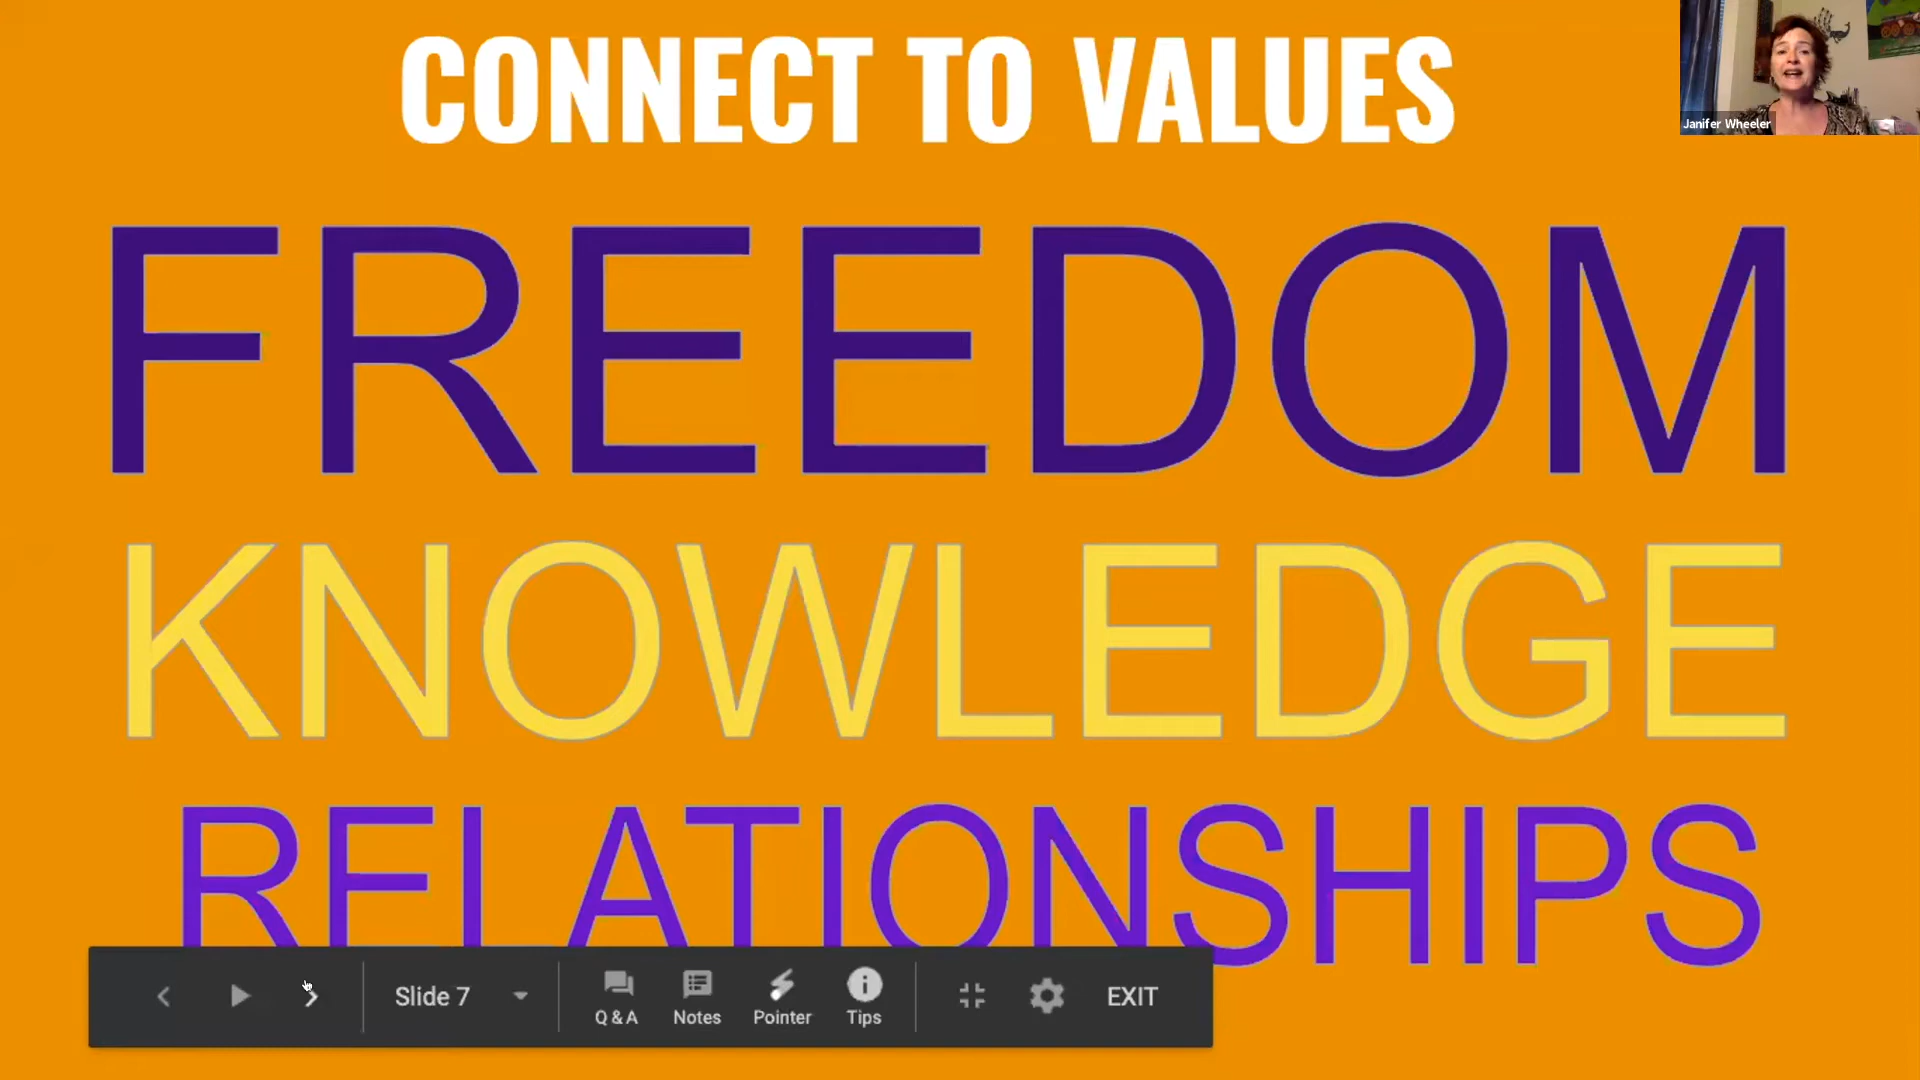 CONNECT TO VALUES
Janifer Wheeler
FREEDOM
KNOWLEDGE
RELATIONSHIPS
Slide 7
Q & A
Notes
Pointer
Tips
EXIT